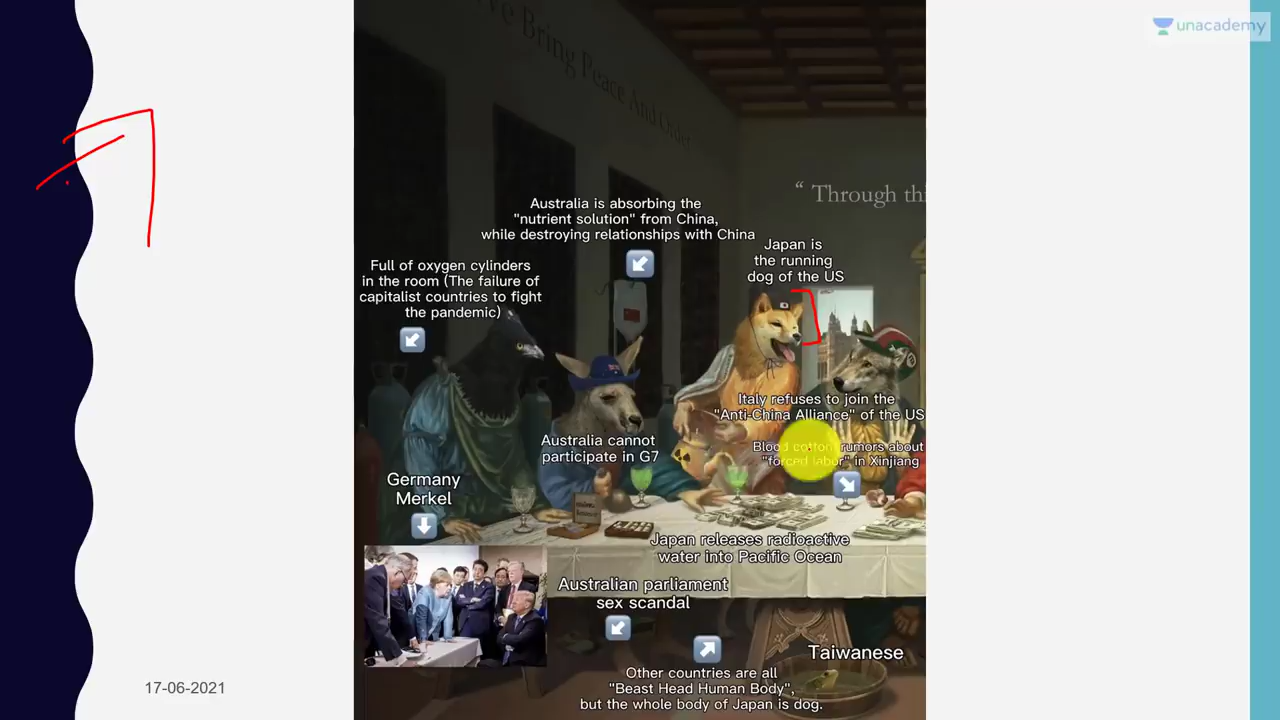 unacademy
ve Bring Peace And Order
“ Through thi
Australia is absorbing the
"nutrient solution" from China,
while destroying relationships with China
Japan is
the running
dog of the US
Full of oxygen cylinders
in the room (The failure of
capitalist countries to fight
the pandemic)
Italy refuses to join the
"Anti-China Alliance" of the US
Australia cannot
participate in G7
Blood cotton rumors about
"forced labor" in Xinjiang
Germany
Merkel
Japan releases radioactive
water into Pacific Ocean
Australian parliament
sex scandal
Taiwanese
Other countries are all
"Beast Head Human Body",
but the whole body of Japan is dog.
17-06-2021